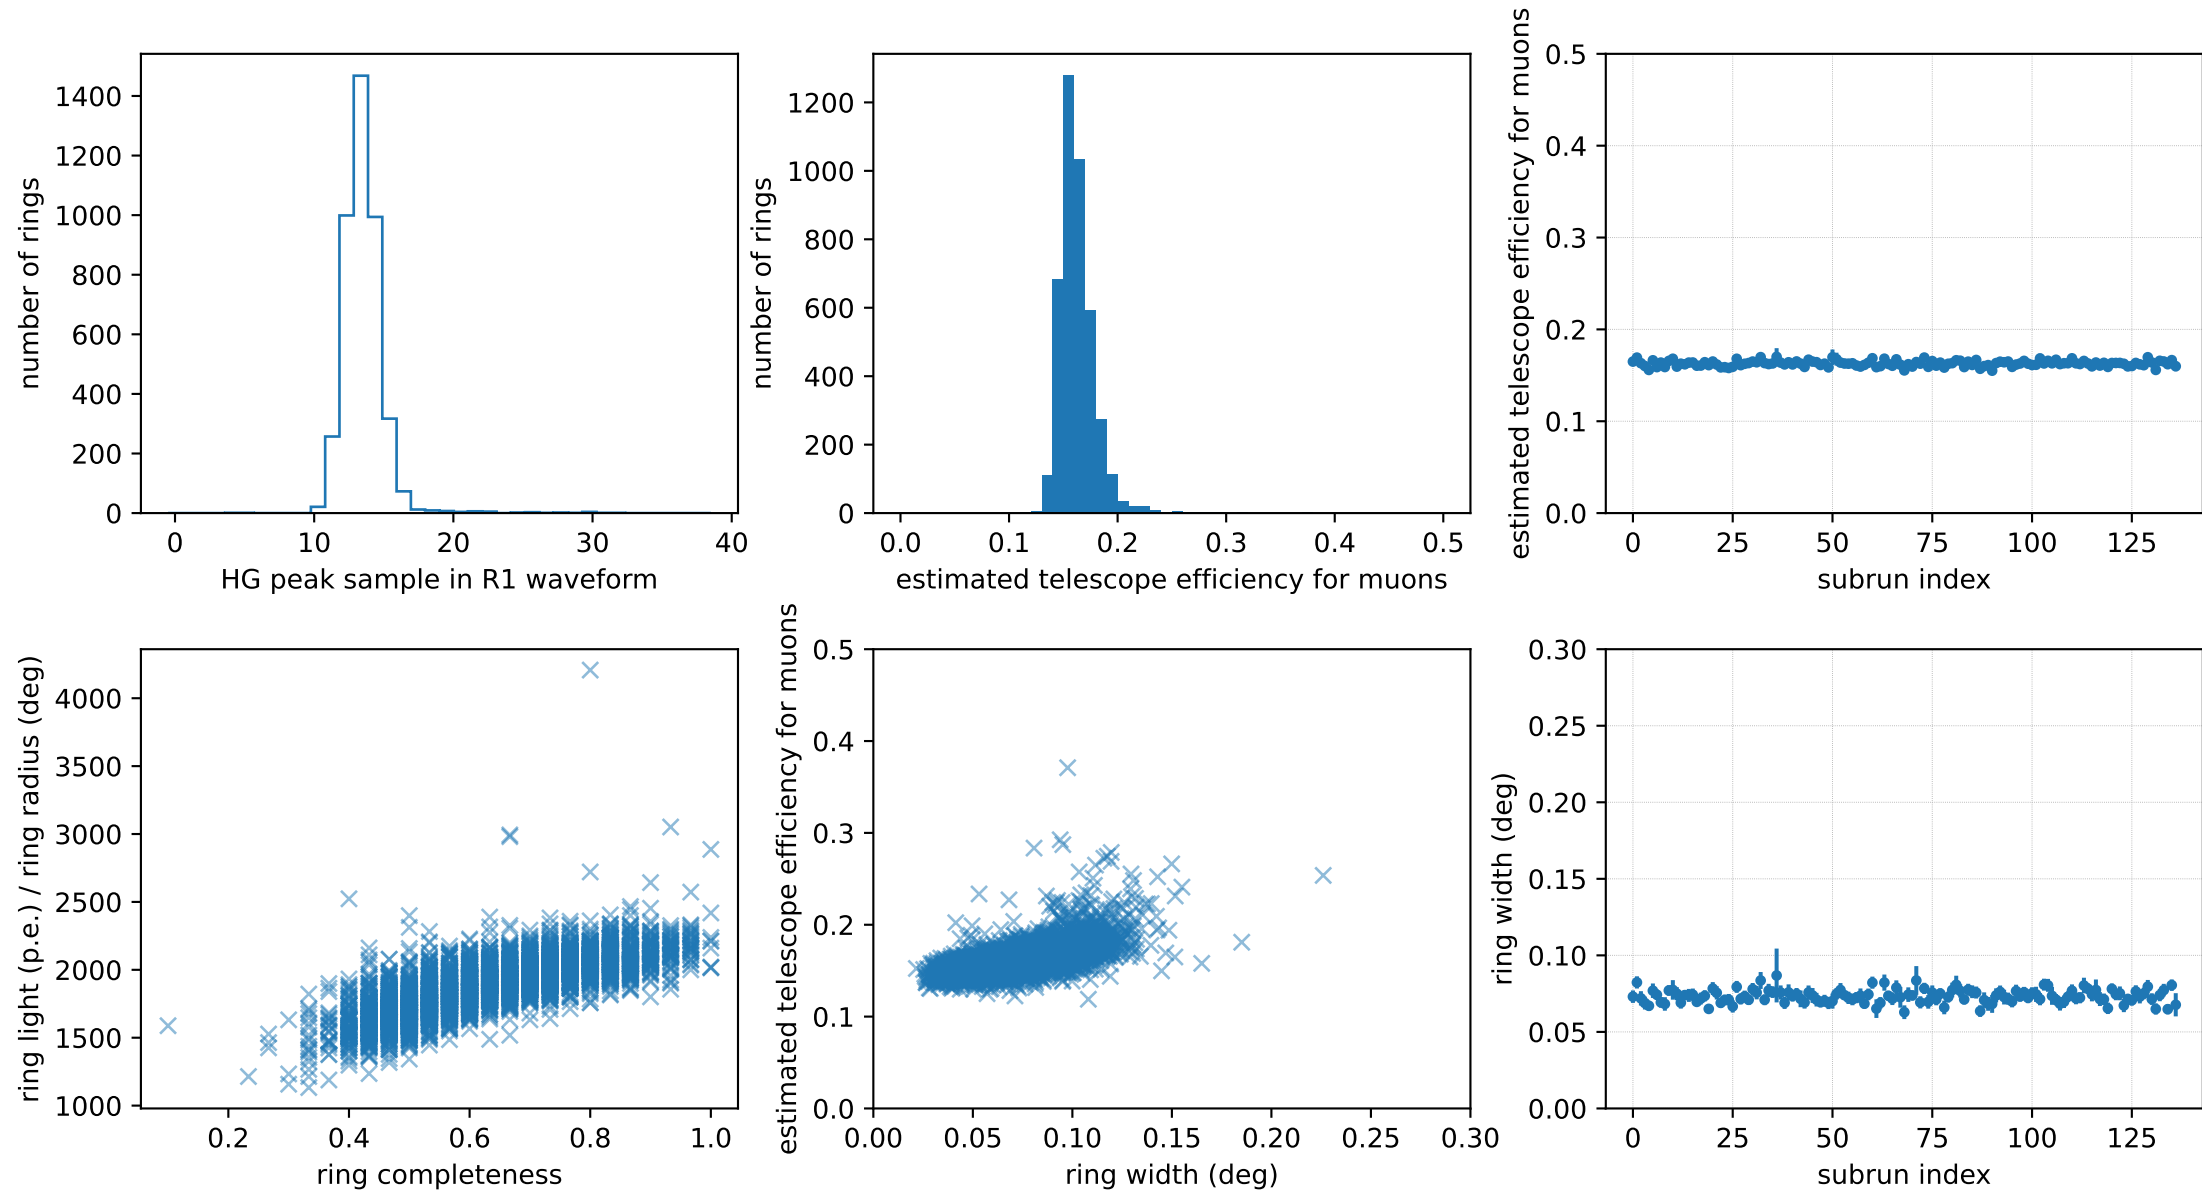 number of rings
1400
1200
1000
800
600
400
200
0
0 10 20 30 40
HG peak sample in R1 waveform
number of rings
1200
1000
800
600
400
200
0
0.0 0.1 0.2 0.3 0.4 0.5
estimated telescope efficiency for muons
estimated telescope efficiency for muons
0.5
0.4
0.3
0.2
0.1
0.0
0 25 50 75 100 125
subrun index
ring light (p.e.) / ring radius (deg)
4000
3500
3000
2500
2000
1500
1000
0.2 0.4 0.6 0.8 1.0
ring completeness
estimated telescope efficiency for muons
0.5
0.4
0.3
0.2
0.1
0.0
0.00 0.05 0.10 0.15 0.20 0.25 0.30
ring width (deg)
ring width (deg)
0.30
0.25
0.20
0.15
0.10
0.05
0.00
0 25 50 75 100 125
subrun index